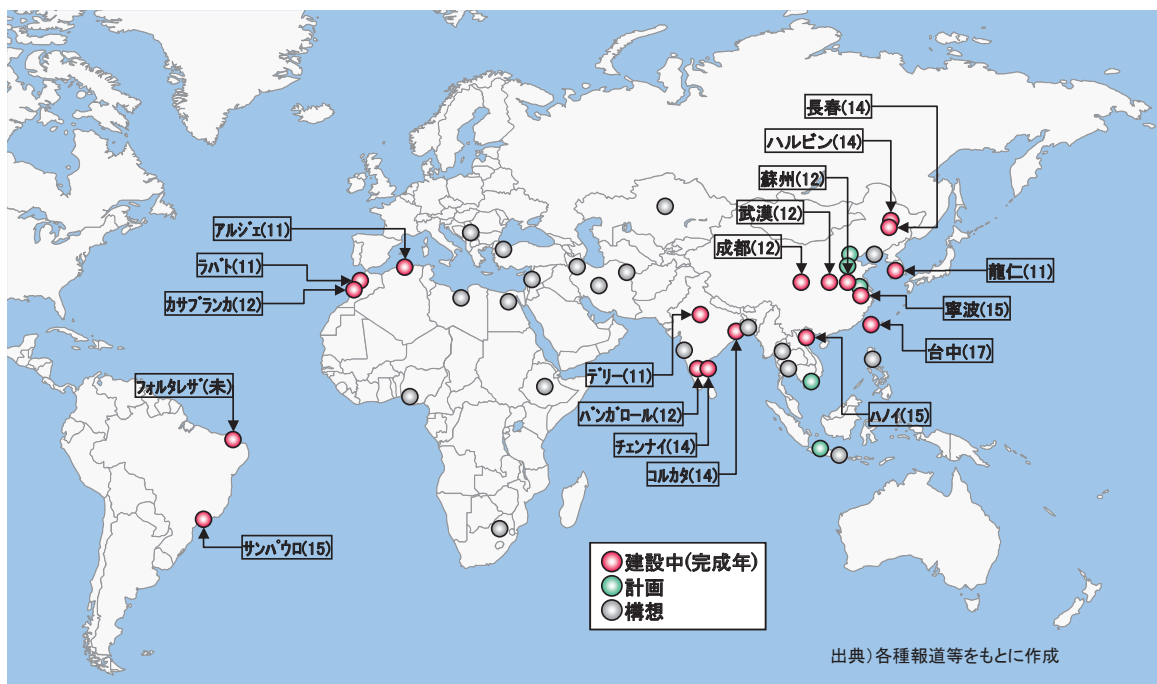 長春(14)
ハルビン(14)
蘇州(12)
武漢(12)
成都(12)
アルジェ(11)
ラバト(11)
カサブランカ(12)
龍仁(11)
寧波(15)
台中(17)
デリー(11)
フォルタレザ(未)
バンガロール(12)
ハノイ(15)
チェンナイ(14)
コルカタ(14)
サンパウロ(15)
建設中(完成年)
計画
構想
出典)各種報道等をもとに作成